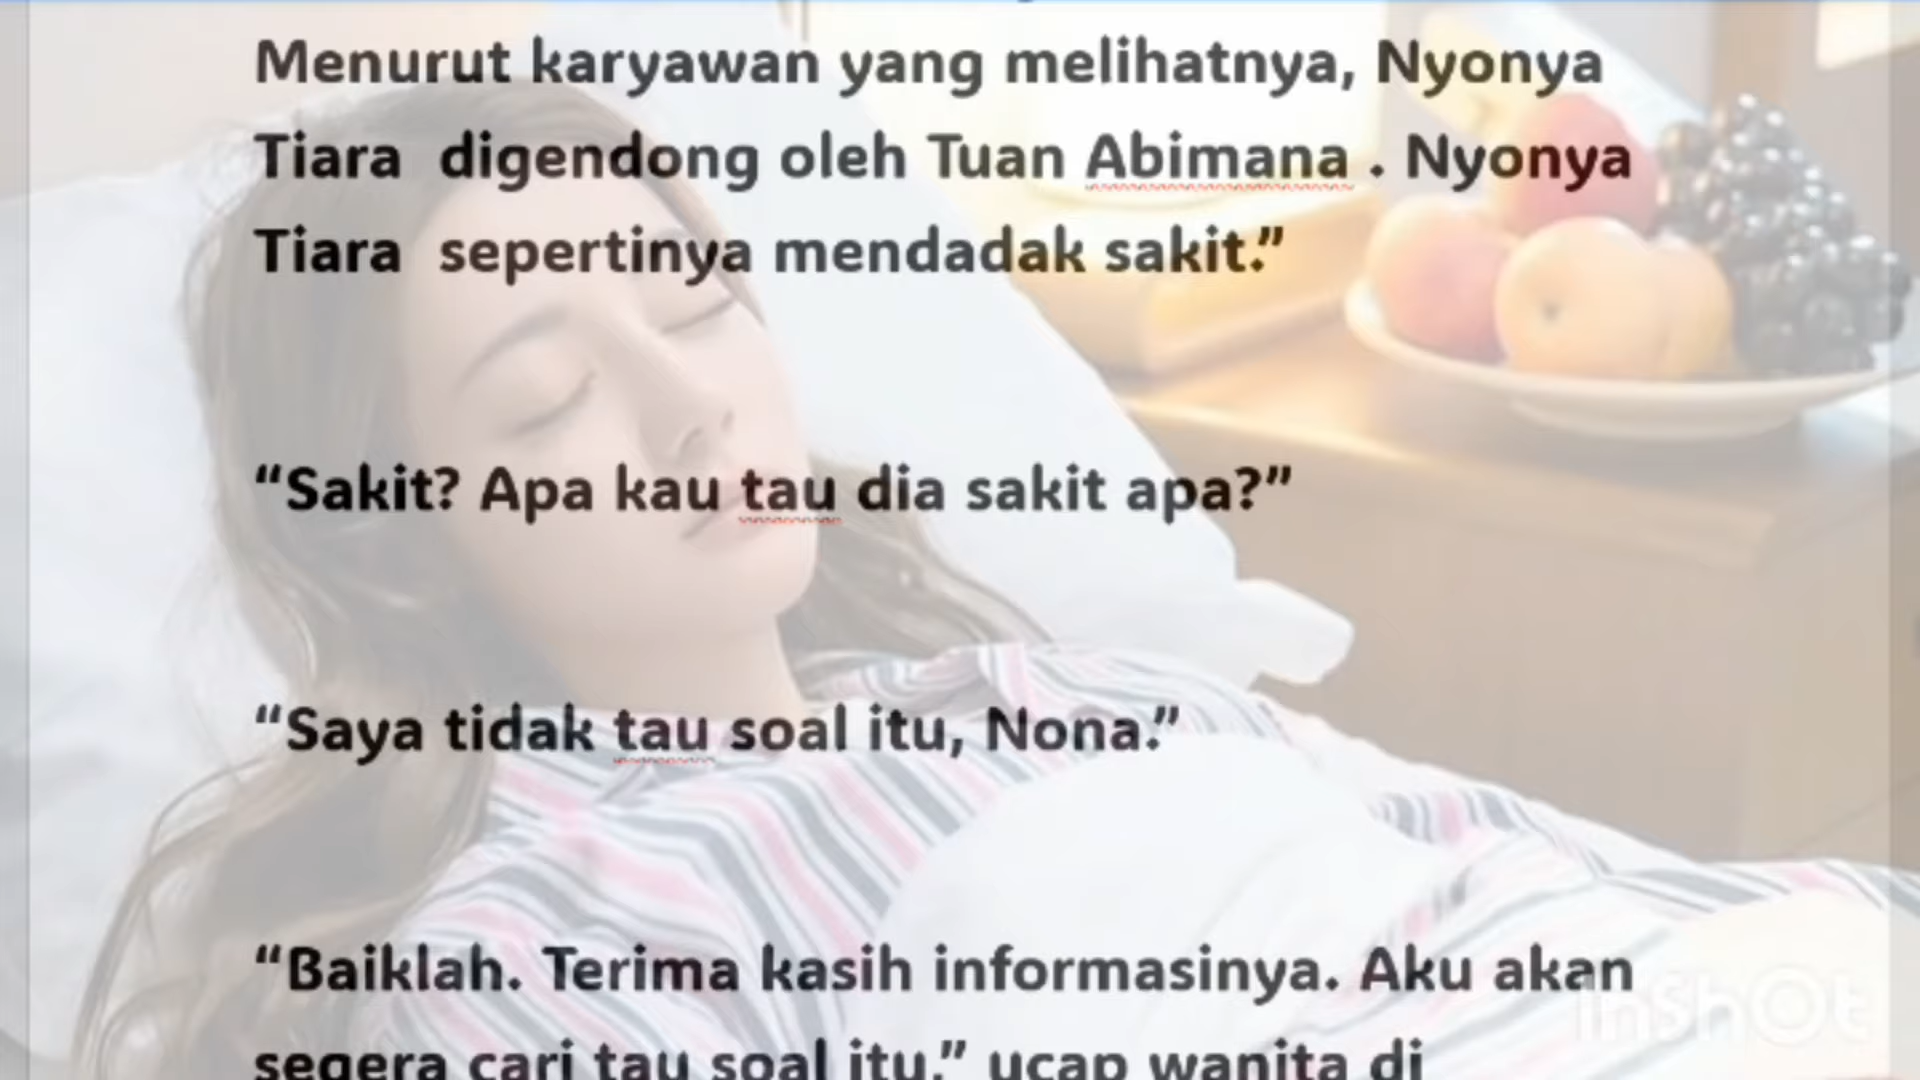 Menurut karyawan yang melihatnya, Nyonya
Tiara  digendong oleh Tuan Abimana . Nyonya
Tiara  sepertinya mendadak sakit.”
“Sakit? Apa kau tau dia sakit apa?”
“Saya tidak tau soal itu, Nona.”
“Baiklah. Terima kasih informasinya. Aku akan
segera cari tau soal itu,” ucap wanita di
InShOt